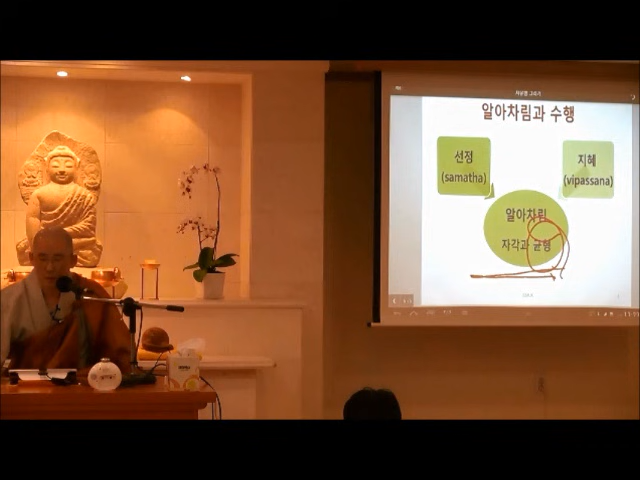 알아차림과 수행
선정
(samatha)
지혜
(vipassana)
알아차림
자각과 균형